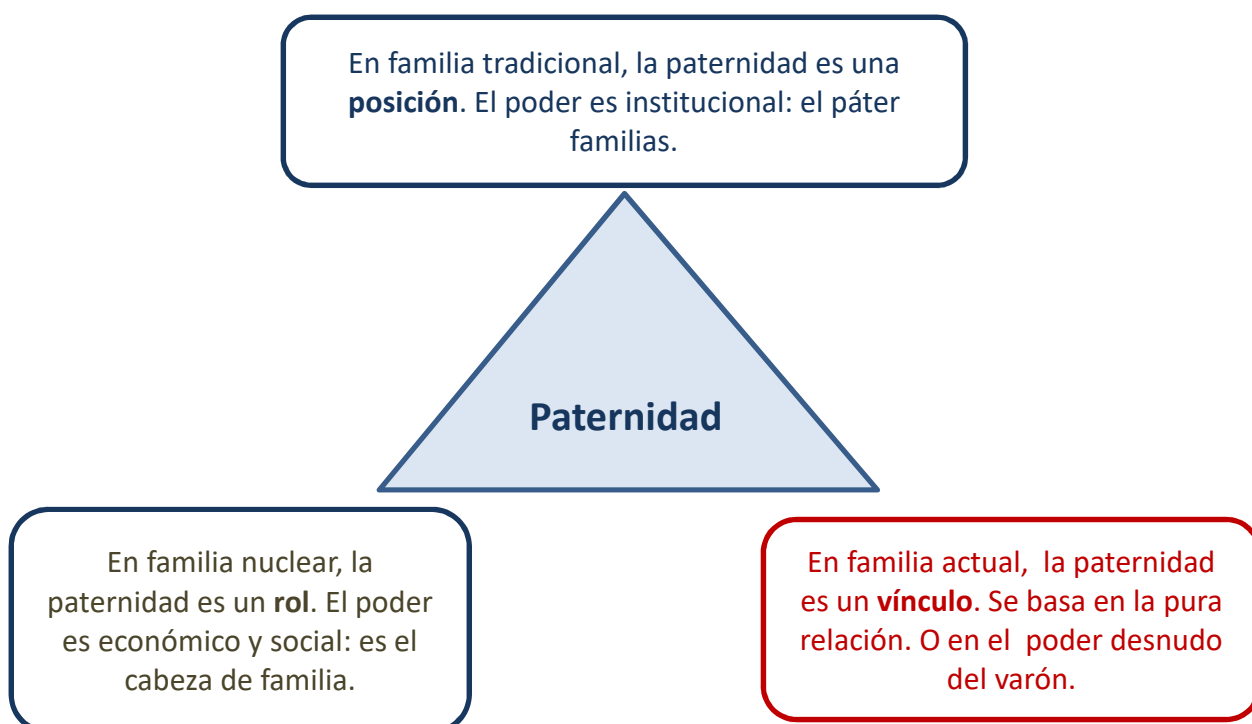 En familia tradicional, la paternidad es una
posición. El poder es institucional: el páter
familias.
Paternidad
En familia nuclear, la
paternidad es un rol. El poder
es económico y social: es el
cabeza de familia.
En familia actual, la paternidad
es un vínculo. Se basa en la pura
relación. O en el poder desnudo
del varón.